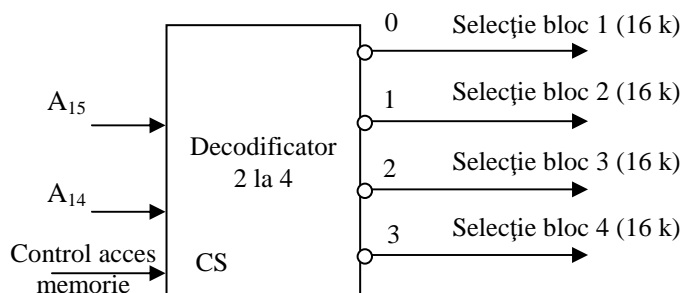 0
Selecţie bloc 1 (16 k)
A₁₅
1
Selecţie bloc 2 (16 k)
Decodificator
2 la 4
2
Selecţie bloc 3 (16 k)
A₁₄
3
Selecţie bloc 4 (16 k)
Control acces
memorie
CS